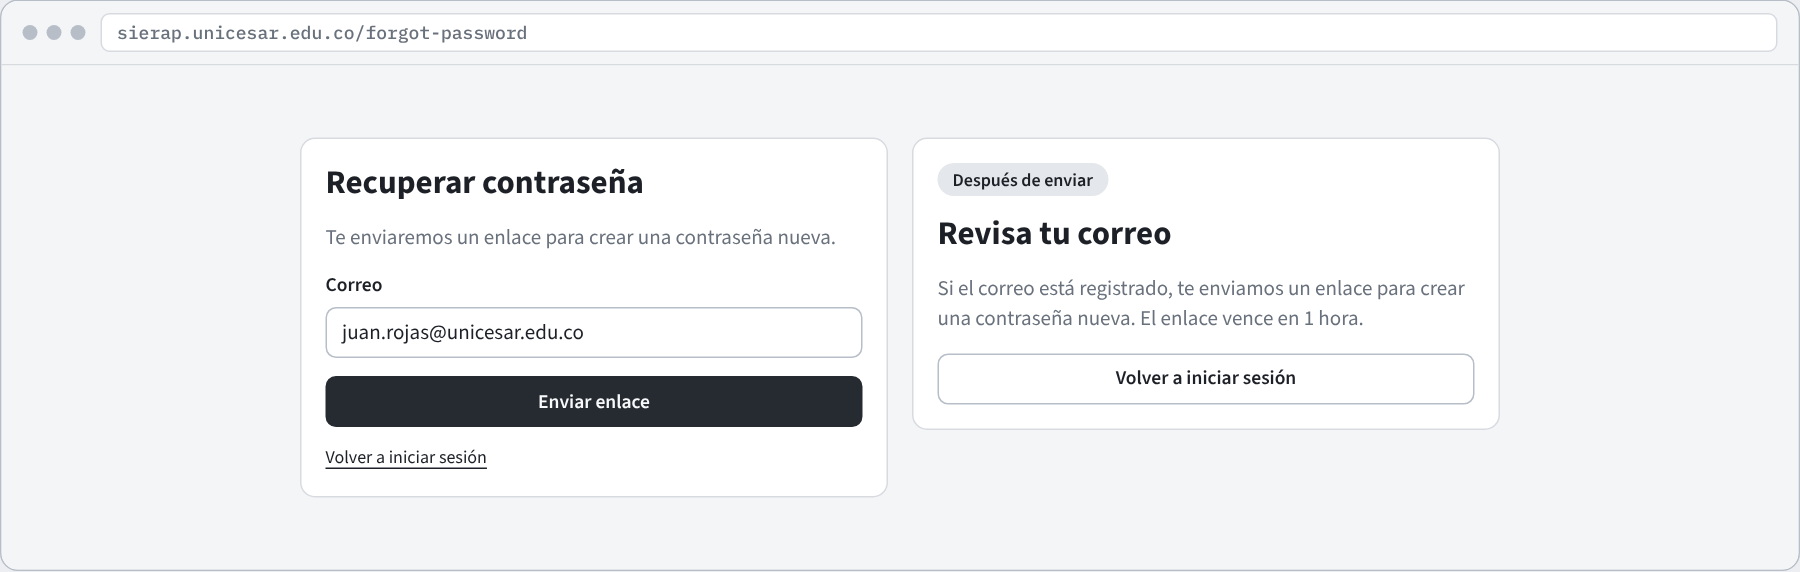 sierap.unicesar.edu.co/forgot-password
Recuperar contraseña
Te enviaremos un enlace para crear una contraseña nueva.
Correo
juan.rojas@unicesar.edu.co
Enviar enlace
Volver a iniciar sesión
Después de enviar
Revisa tu correo
Si el correo está registrado, te enviamos un enlace para crear
una contraseña nueva. El enlace vence en 1 hora.
Volver a iniciar sesión